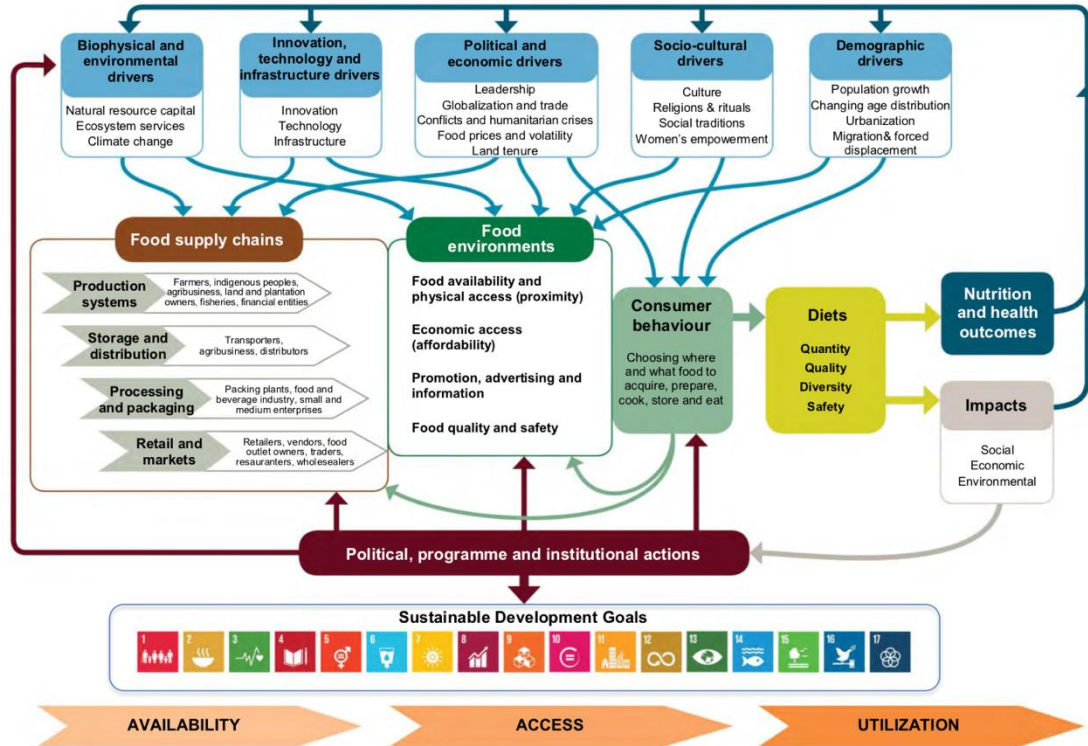 Biophysical and
environmental
drivers
Natural resource capital
Ecosystem services
Climate change
Innovation,
technology and
infrastructure drivers
Innovation
Technology
Infrastructure
Political and
economic drivers
Leadership
Globalization and trade
Conflicts and humanitarian crises
Food prices and volatility
Land tenure
Socio-cultural
drivers
Culture
Religions & rituals
Social traditions
Women's empowerment
Demographic
drivers
Population growth
Changing age distribution
Urbanization
Migration& forced
displacement
Food supply chains
Production
systems
Farmers, indigenous peoples,
agribusiness, land and plantation
owners, fisheries, financial entities
Storage and
distribution
Transporters,
agribusiness, distributors
Processing
and packaging
Packing plants, food and
beverage industry, small and
medium enterprises
Retail and
markets
Retailers, vendors, food
outlet owners, traders,
resauranters, wholesealers
Food
environments
Food availability and
physical access (proximity)
Economic access
(affordability)
Promotion, advertising and
information
Food quality and safety
Consumer
behaviour
Choosing where
and what food to
acquire, prepare,
cook, store and eat
Diets
Quantity
Quality
Diversity
Safety
Nutrition
and health
outcomes
Impacts
Social
Economic
Environmental
Political, programme and institutional actions
Sustainable Development Goals
1 2 3 4 5 6 7 8 9 10 11 12 13 14 15 16 17
AVAILABILITY
ACCESS
UTILIZATION